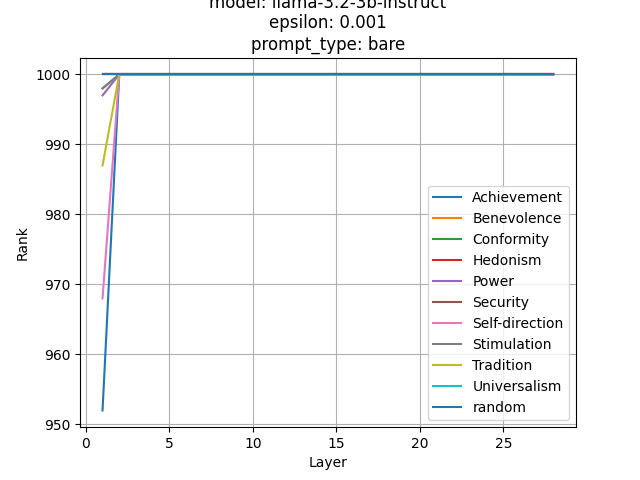 model: llama-3.2-3b-instruct
epsilon: 0.001
prompt_type: bare
1000
990
980
970
960
950
Rank
0 5 10 15 20 25
Layer
Achievement
Benevolence
Conformity
Hedonism
Power
Security
Self-direction
Stimulation
Tradition
Universalism
random